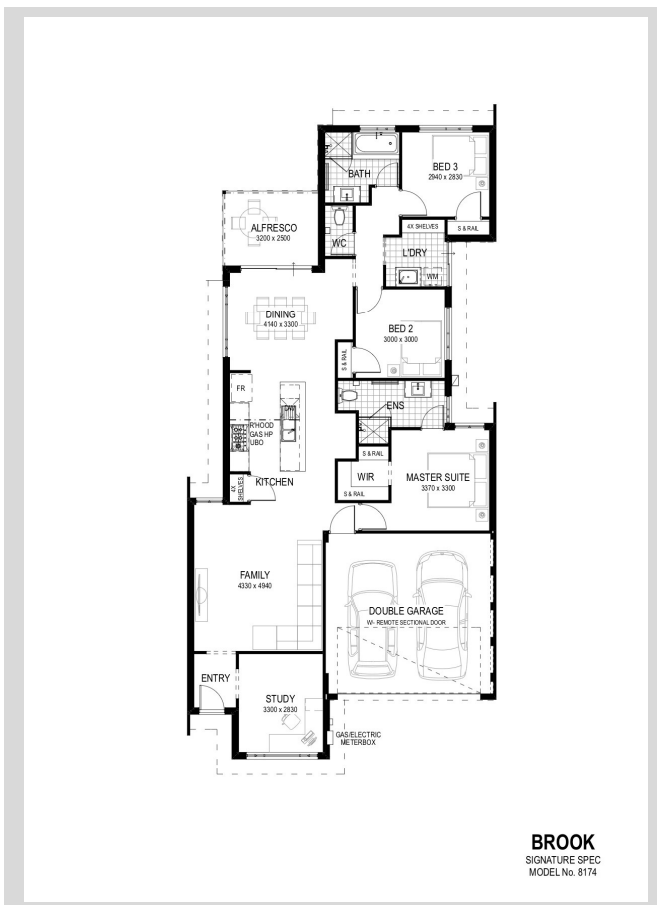 BED 3
2940 x 2830
BATH
ALFRESCO
3200 x 2500
4X SHELVES
S & RAIL
WC
L'DRY
WM
DINING
4140 x 3300
BED 2
3000 x 3000
S & RAIL
FR
ENS
R'HOOD
GAS HP
UBO
DW
S & RAIL
WIR
S & RAIL
MASTER SUITE
3370 x 3300
KITCHEN
4X
SHELVES
FAMILY
4330 x 4940
DOUBLE GARAGE
W/- REMOTE SECTIONAL DOOR
ENTRY
STUDY
3300 x 2830
GAS/ELECTRIC
METERBOX
BROOK
SIGNATURE SPEC
MODEL No. 8174